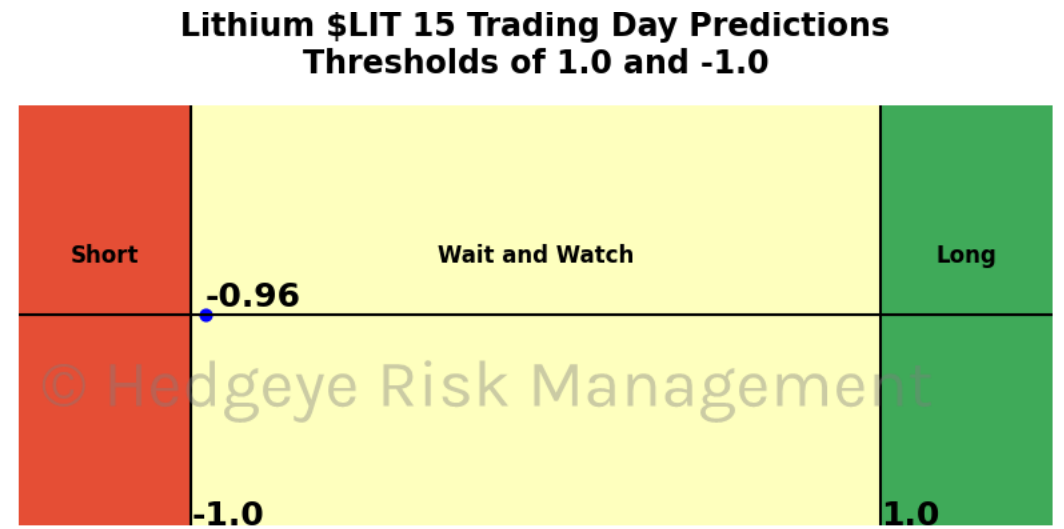 Lithium $LIT 15 Trading Day Predictions
Thresholds of 1.0 and -1.0
Short
Wait and Watch
Long
-0.96
© Hedgeye Risk Management
-1.0
1.0